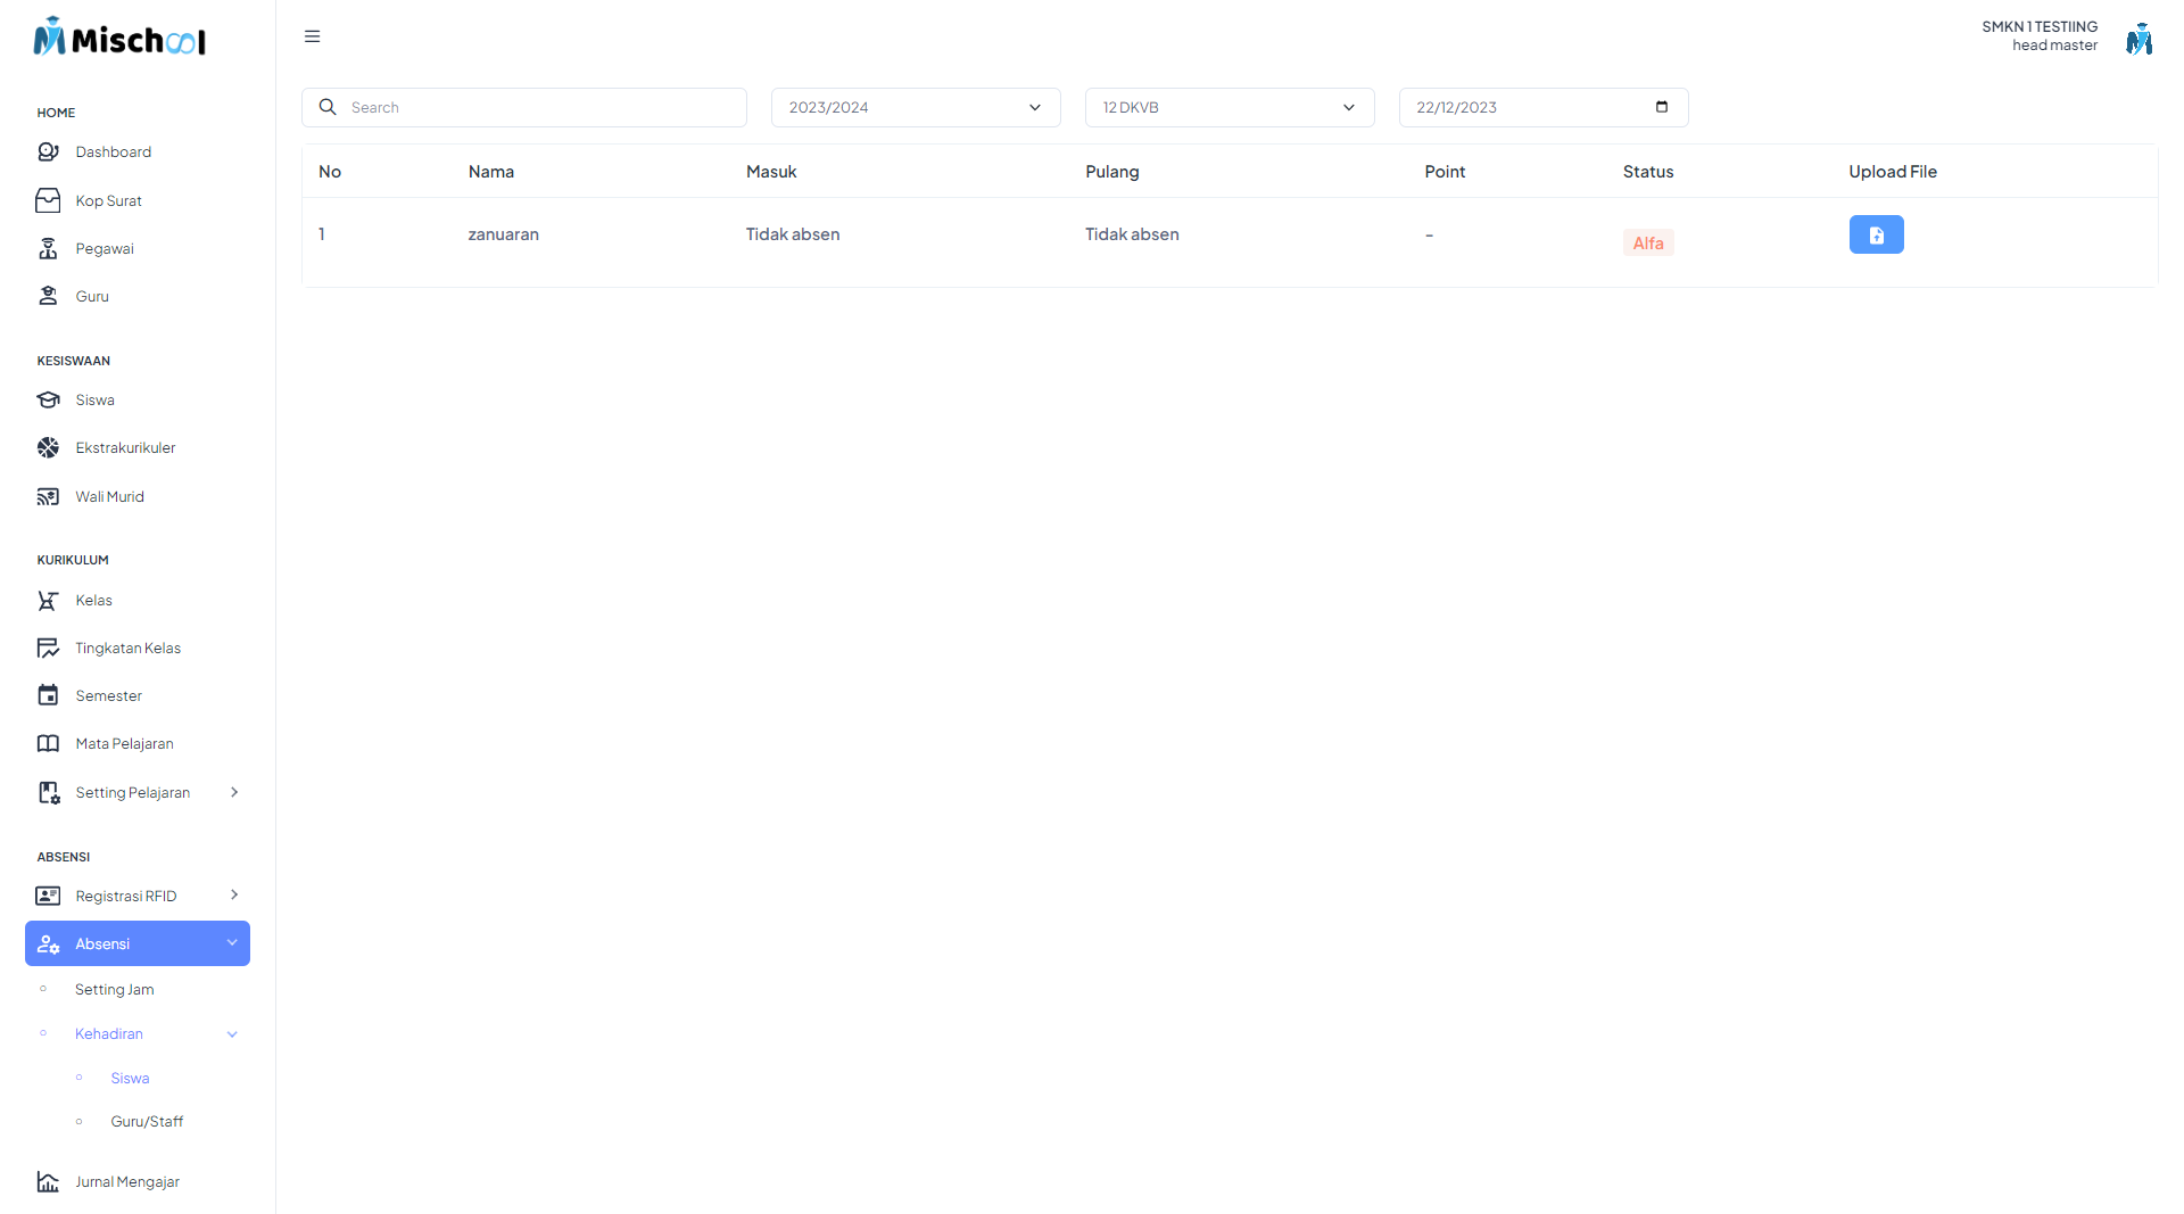 Mischool
SMKN 1 TESTIING
head master
Search
2023/2024
12 DKVB
22/12/2023
HOME
Dashboard
Kop Surat
Pegawai
Guru
KESISWAAN
Siswa
Ekstrakurikuler
Wali Murid
KURIKULUM
Kelas
Tingkatan Kelas
Semester
Mata Pelajaran
Setting Pelajaran
ABSENSI
Registrasi RFID
Absensi
Setting Jam
Kehadiran
Siswa
Guru/Staff
Jurnal Mengajar
No Nama Masuk Pulang Point Status Upload File
1 zanuaran Tidak absen Tidak absen - Alfa